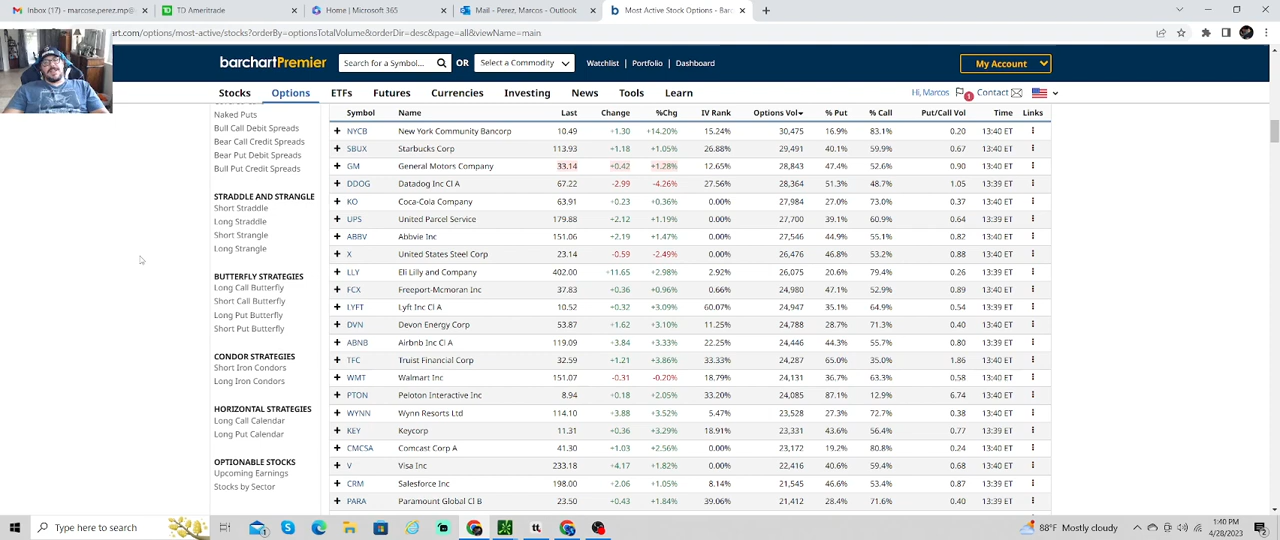 Inbox (17) - marcose.perez.mp@
TD Ameritrade
Home | Microsoft 365
Mail - Perez, Marcos - Outlook
Most Active Stock Options - Barc
hart.com/options/most-active/stocks?orderBy=optionsTotalVolume&orderDir=desc&page=all&viewName=main
barchartPremier
Search for a Symbol...
OR
Select a Commodity
Watchlist | Portfolio | Dashboard
My Account
Stocks Options ETFs Futures Currencies Investing News Tools Learn
Hi, Marcos 1 Contact
Naked Puts
Bull Call Debit Spreads
Bear Call Credit Spreads
Bear Put Debit Spreads
Bull Put Credit Spreads
STRADDLE AND STRANGLE
Short Straddle
Long Straddle
Short Strangle
Long Strangle
BUTTERFLY STRATEGIES
Long Call Butterfly
Short Call Butterfly
Long Put Butterfly
Short Put Butterfly
CONDOR STRATEGIES
Short Iron Condors
Long Iron Condors
HORIZONTAL STRATEGIES
Long Call Calendar
Long Put Calendar
OPTIONABLE STOCKS
Upcoming Earnings
Stocks by Sector
Symbol Name Last Change %Chg IV Rank Options Vol % Put % Call Put/Call Vol Time Links
NYCB New York Community Bancorp 10.49 +1.30 +14.20% 15.24% 30,475 16.9% 83.1% 0.20 13:40 ET
SBUX Starbucks Corp 113.93 +1.18 +1.05% 26.88% 29,491 40.1% 59.9% 0.67 13:40 ET
GM General Motors Company 33.14 +0.42 +1.28% 12.65% 28,843 47.4% 52.6% 0.90 13:40 ET
DDOG Datadog Inc Cl A 67.22 -2.99 -4.26% 27.56% 28,364 51.3% 48.7% 1.05 13:39 ET
KO Coca-Cola Company 63.91 +0.23 +0.36% 0.00% 27,984 27.0% 73.0% 0.37 13:40 ET
UPS United Parcel Service 179.88 +2.12 +1.19% 0.00% 27,700 39.1% 60.9% 0.64 13:39 ET
ABBV Abbvie Inc 151.06 +2.19 +1.47% 0.00% 27,546 44.9% 55.1% 0.82 13:40 ET
X United States Steel Corp 23.14 -0.59 -2.49% 0.00% 26,476 46.8% 53.2% 0.88 13:40 ET
LLY Eli Lilly and Company 402.00 +11.65 +2.98% 2.92% 26,075 20.6% 79.4% 0.26 13:39 ET
FCX Freeport-Mcmoran Inc 37.83 +0.36 +0.96% 0.66% 24,980 47.1% 52.9% 0.89 13:40 ET
LYFT Lyft Inc Cl A 10.52 +0.32 +3.09% 60.07% 24,947 35.1% 64.9% 0.54 13:40 ET
DVN Devon Energy Corp 53.87 +1.62 +3.10% 11.25% 24,788 28.7% 71.3% 0.40 13:40 ET
ABNB Airbnb Inc Cl A 119.09 +3.84 +3.33% 22.25% 24,446 44.3% 55.7% 0.80 13:40 ET
TFC Truist Financial Corp 32.59 +1.21 +3.86% 33.33% 24,287 65.0% 35.0% 1.86 13:40 ET
WMT Walmart Inc 151.07 -0.31 -0.20% 18.79% 24,131 36.7% 63.3% 0.58 13:40 ET
PTON Peloton Interactive Inc 8.94 +0.18 +2.05% 33.20% 24,085 87.1% 12.9% 6.74 13:40 ET
WYNN Wynn Resorts Ltd 114.10 +3.88 +3.52% 5.47% 23,528 27.3% 72.7% 0.38 13:40 ET
KEY Keycorp 11.31 +0.36 +3.29% 18.91% 23,331 43.6% 56.4% 0.77 13:40 ET
CMCSA Comcast Corp A 41.30 +1.03 +2.56% 0.00% 23,172 19.2% 80.8% 0.24 13:40 ET
V Visa Inc 233.18 +4.17 +1.82% 0.00% 22,416 40.6% 59.4% 0.68 13:40 ET
CRM Salesforce Inc 198.00 +2.06 +1.05% 8.14% 21,545 46.6% 53.4% 0.87 13:39 ET
PARA Paramount Global Cl B 23.50 +0.43 +1.84% 39.06% 21,412 28.4% 71.6% 0.40 13:39 ET
Type here to search
88°F Mostly cloudy
1:40 PM
4/28/2023